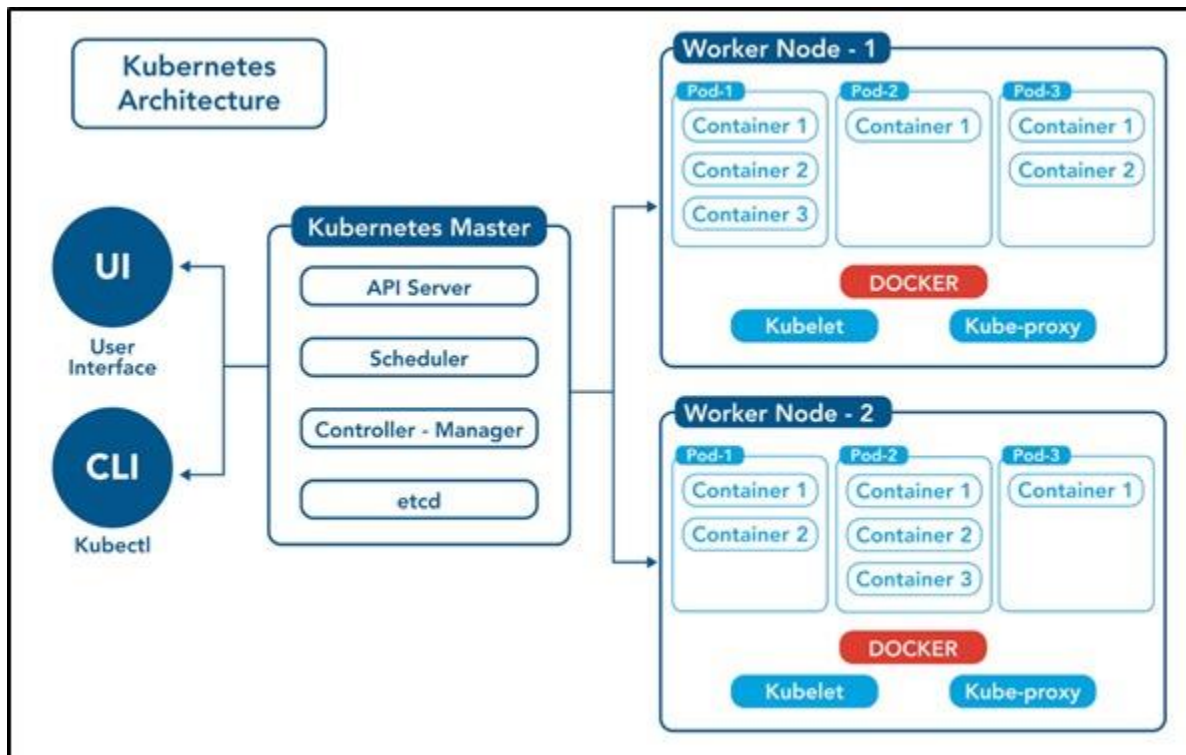 Kubernetes
Architecture
UI
User
Interface
CLI
Kubectl
Kubernetes Master
API Server
Scheduler
Controller - Manager
etcd
Worker Node - 1
Pod-1
Container 1
Container 2
Container 3
Pod-2
Container 1
Pod-3
Container 1
Container 2
DOCKER
Kubelet
Kube-proxy
Worker Node - 2
Pod-1
Container 1
Container 2
Pod-2
Container 1
Container 2
Container 3
Pod-3
Container 1
DOCKER
Kubelet
Kube-proxy